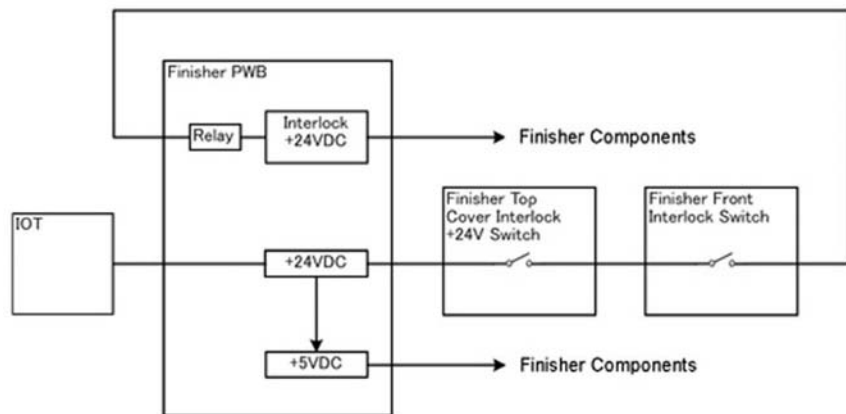 Finisher PWB
Relay
Interlock
+24VDC
Finisher Components
IOT
+24VDC
Finisher Top
Cover Interlock
+24V Switch
Finisher Front
Interlock Switch
+5VDC
Finisher Components